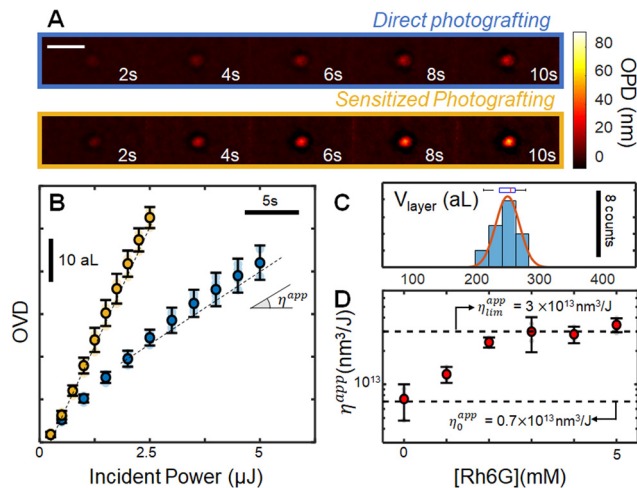 A
Direct photografting
2s 4s 6s 8s 10s
Sensitized Photografting
2s 4s 6s 8s 10s
80
60
40
20
0
OPD (nm)
B
5s
10 aL
η^app
OVD
0 2.5 5
Incident Power (μJ)
C
V_layer (aL)
8 counts
100 200 300 400
D
η_lim^app = 3 ×10^13 nm^3/J
10^13
η^app (nm^3/J)
η_0^app = 0.7×10^13 nm^3/J
0 5
[Rh6G](mM)